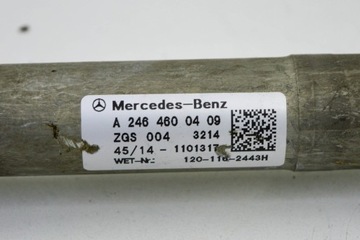 Mercedes-Benz
A 246 460 04 09
ZGS 004 3214
45/14 - 1101317
WET-Nr.: 120-116-2443H